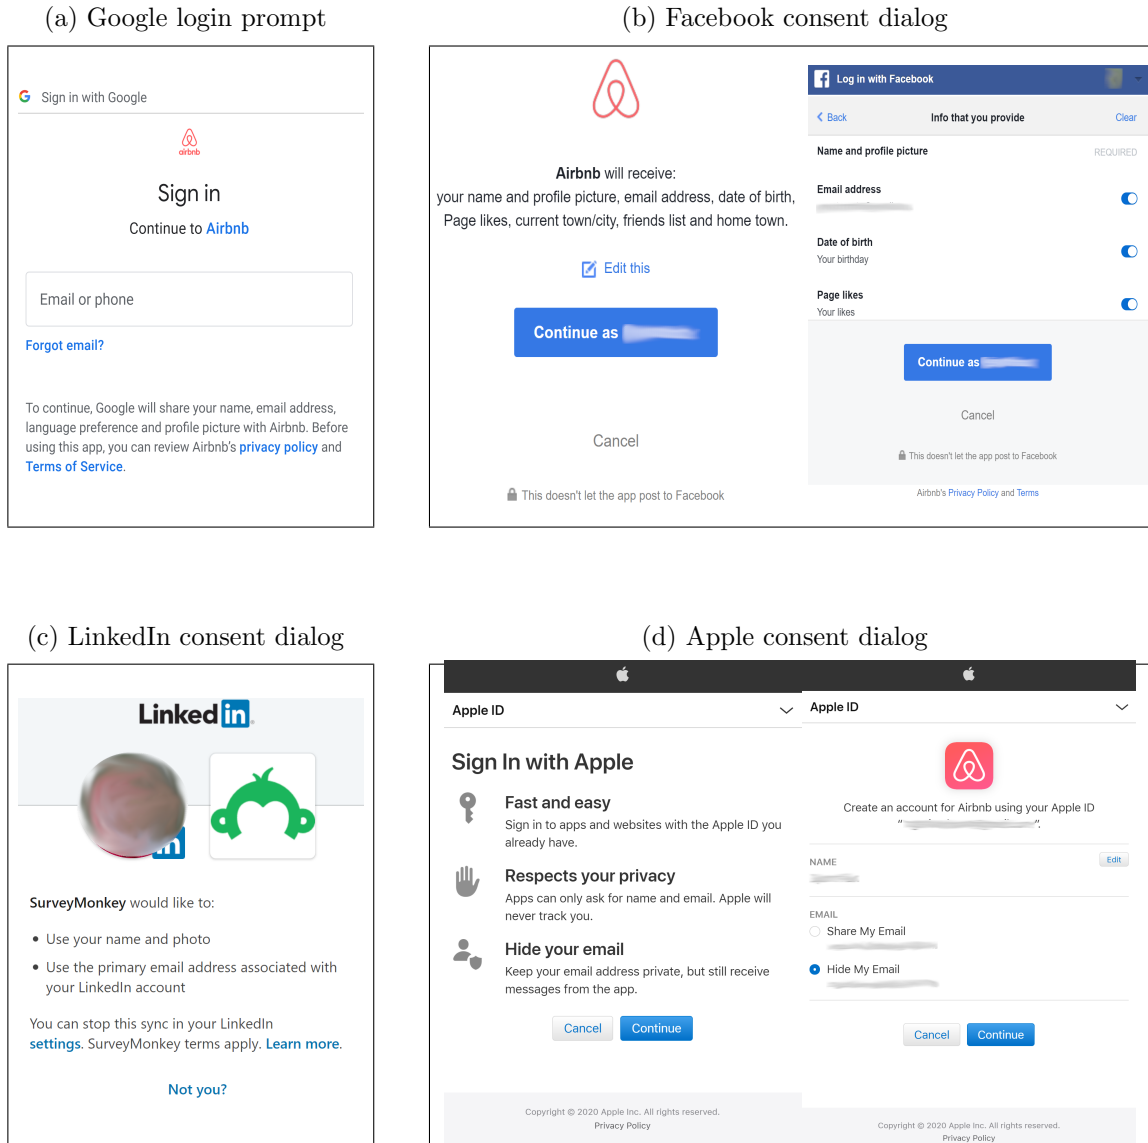 (a) Google login prompt
G Sign in with Google
airbnb
Sign in
Continue to Airbnb
Email or phone
Forgot email?
To continue, Google will share your name, email address,
language preference and profile picture with Airbnb. Before
using this app, you can review Airbnb's privacy policy and
Terms of Service.
(b) Facebook consent dialog
Airbnb will receive:
your name and profile picture, email address, date of birth,
Page likes, current town/city, friends list and home town.
Edit this
Continue as
Cancel
This doesn't let the app post to Facebook
f Log in with Facebook
Back Info that you provide Clear
Name and profile picture REQUIRED
Email address
Date of birth
Your birthday
Page likes
Your likes
Continue as
Cancel
This doesn't let the app post to Facebook
Airbnb's Privacy Policy and Terms
(c) LinkedIn consent dialog
Linked in
in
SurveyMonkey would like to:
• Use your name and photo
• Use the primary email address associated with
your LinkedIn account
You can stop this sync in your LinkedIn
settings. SurveyMonkey terms apply. Learn more.
Not you?
(d) Apple consent dialog
Apple ID
Sign In with Apple
Fast and easy
Sign in to apps and websites with the Apple ID you
already have.
Respects your privacy
Apps can only ask for name and email. Apple will
never track you.
Hide your email
Keep your email address private, but still receive
messages from the app.
Cancel Continue
Copyright © 2020 Apple Inc. All rights reserved.
Privacy Policy
Apple ID
Create an account for Airbnb using your Apple ID
" ".
NAME Edit
EMAIL
Share My Email
Hide My Email
Cancel Continue
Copyright © 2020 Apple Inc. All rights reserved.
Privacy Policy